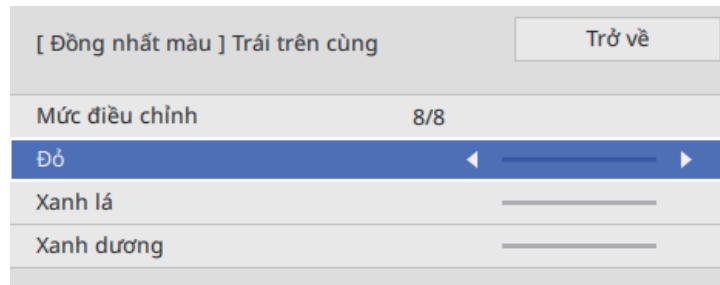 [ Đồng nhất màu ] Trái trên cùng
Trở về
Mức điều chỉnh 8/8
Đỏ
Xanh lá
Xanh dương